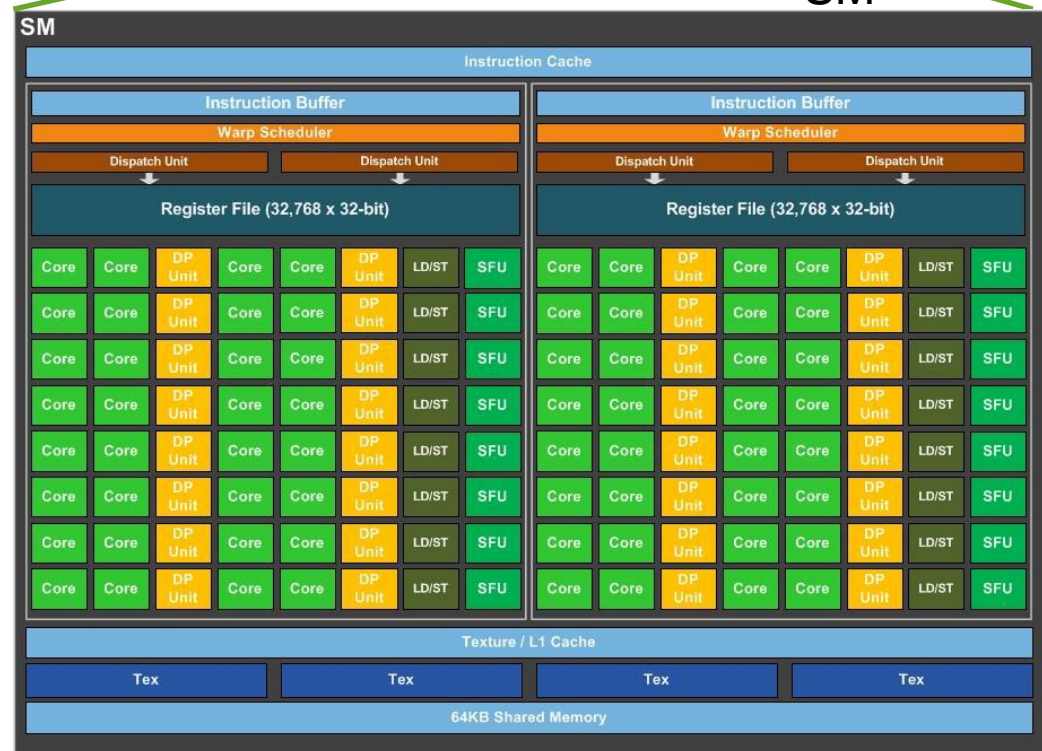 SM
SM
Instruction Cache
Instruction Buffer Instruction Buffer
Warp Scheduler Warp Scheduler
Dispatch Unit Dispatch Unit Dispatch Unit Dispatch Unit
Register File (32,768 x 32-bit) Register File (32,768 x 32-bit)
Core Core DP Unit Core Core DP Unit LD/ST SFU Core Core DP Unit Core Core DP Unit LD/ST SFU
Core Core DP Unit Core Core DP Unit LD/ST SFU Core Core DP Unit Core Core DP Unit LD/ST SFU
Core Core DP Unit Core Core DP Unit LD/ST SFU Core Core DP Unit Core Core DP Unit LD/ST SFU
Core Core DP Unit Core Core DP Unit LD/ST SFU Core Core DP Unit Core Core DP Unit LD/ST SFU
Core Core DP Unit Core Core DP Unit LD/ST SFU Core Core DP Unit Core Core DP Unit LD/ST SFU
Core Core DP Unit Core Core DP Unit LD/ST SFU Core Core DP Unit Core Core DP Unit LD/ST SFU
Core Core DP Unit Core Core DP Unit LD/ST SFU Core Core DP Unit Core Core DP Unit LD/ST SFU
Core Core DP Unit Core Core DP Unit LD/ST SFU Core Core DP Unit Core Core DP Unit LD/ST SFU
Texture / L1 Cache
Tex Tex Tex Tex
64KB Shared Memory